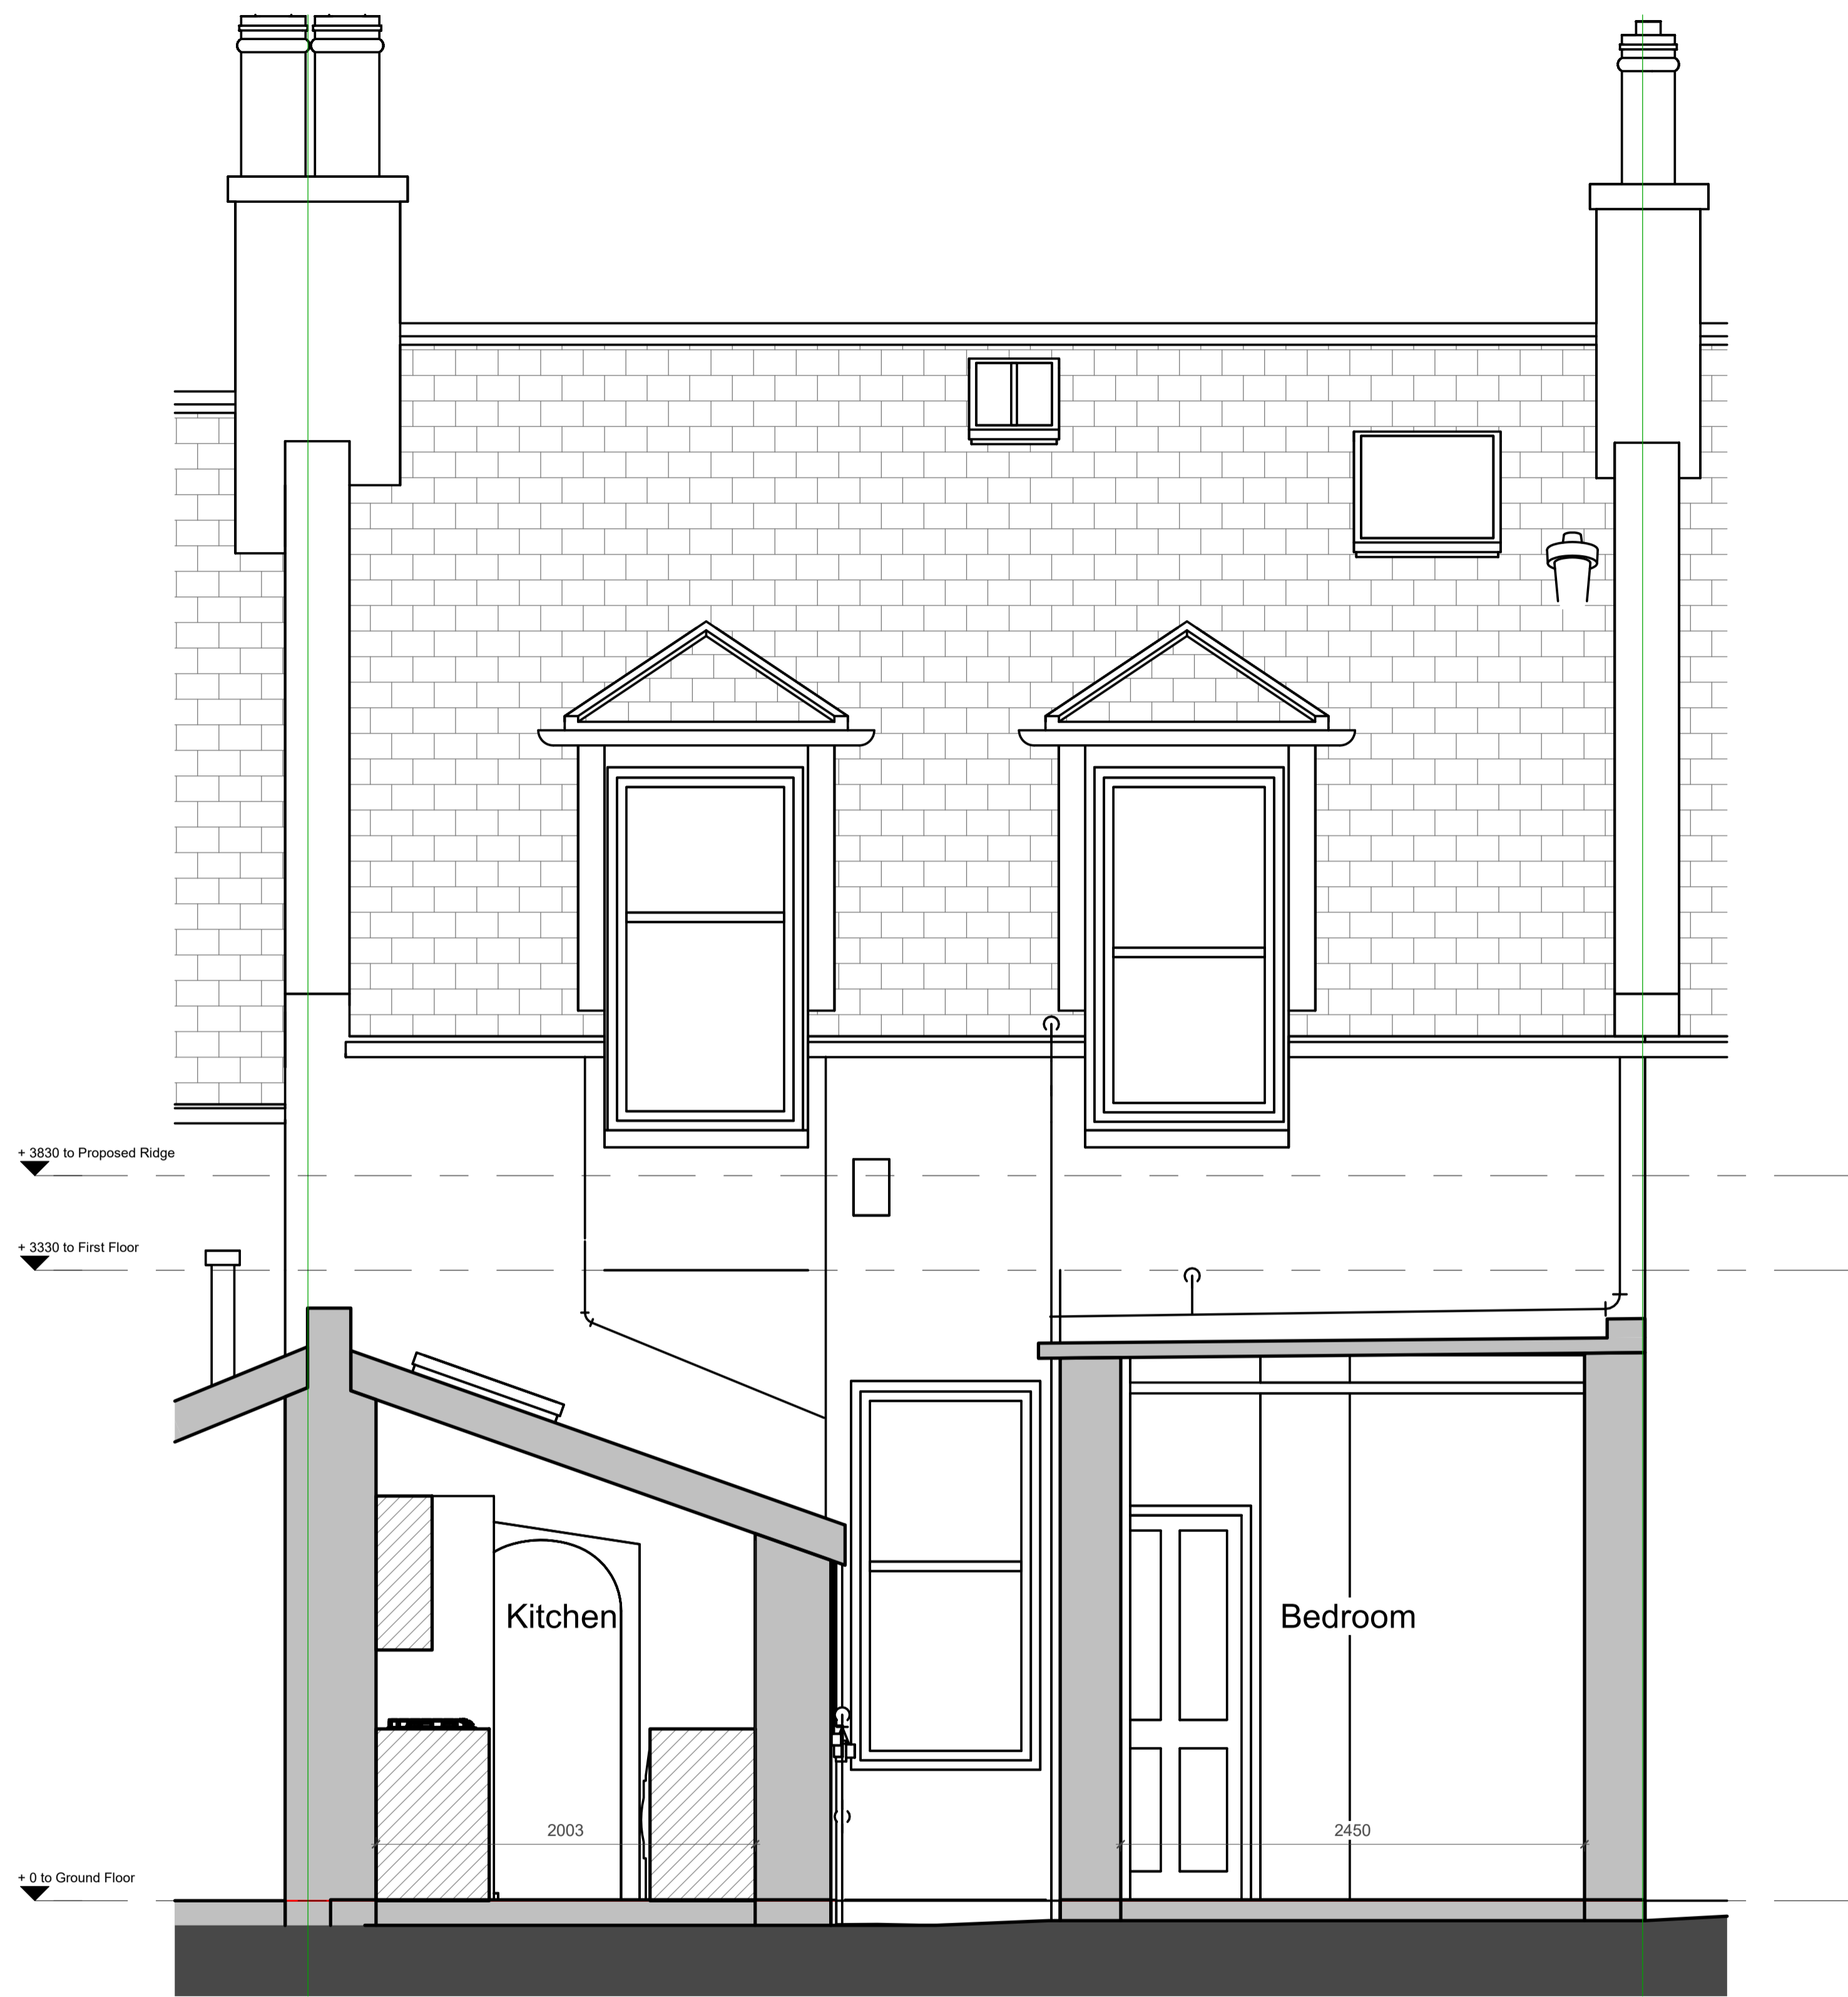 + 3830 to Proposed Ridge
+ 3330 to First Floor
Kitchen
Bedroom
2003
2450
+ 0 to Ground Floor